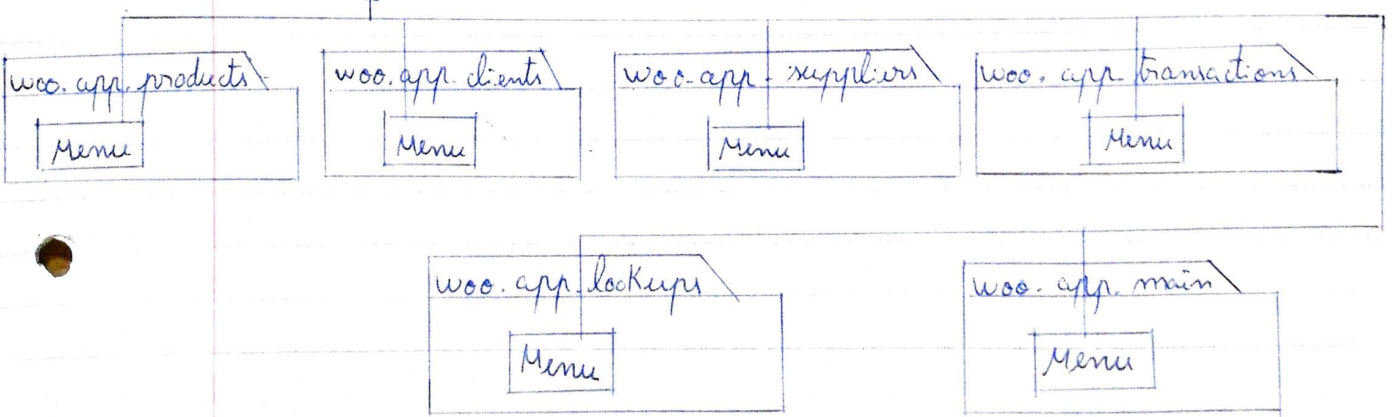 woo.app.products
woo.app.clients
woo.app.suppliers
woo.app.transactions
Menu
Menu
Menu
Menu
woo.app.lookups
woo.app.main
Menu
Menu